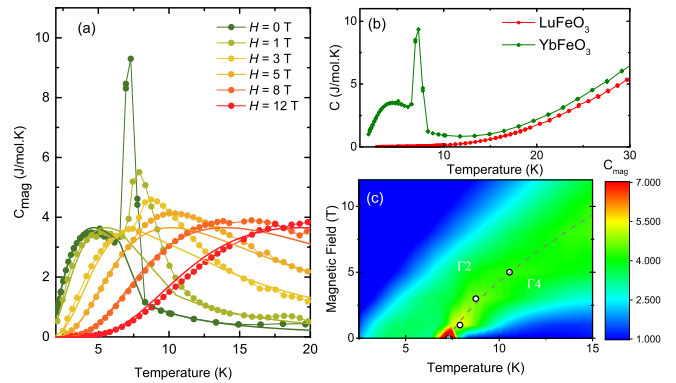 (a)
H = 0 T
H = 1 T
H = 3 T
H = 5 T
H = 8 T
H = 12 T
10
8
6
4
2
0
C_mag (J/mol.K)
5
10
15
20
Temperature (K)
(b)
LuFeO3
YbFeO3
10
5
0
C (J/mol.K)
10
20
30
Temperature (K)
(c)
Γ2
Γ4
10
5
0
Magnetic Field (T)
5
10
15
Temperature (K)
C_mag
7.000
5.500
4.000
2.500
1.000